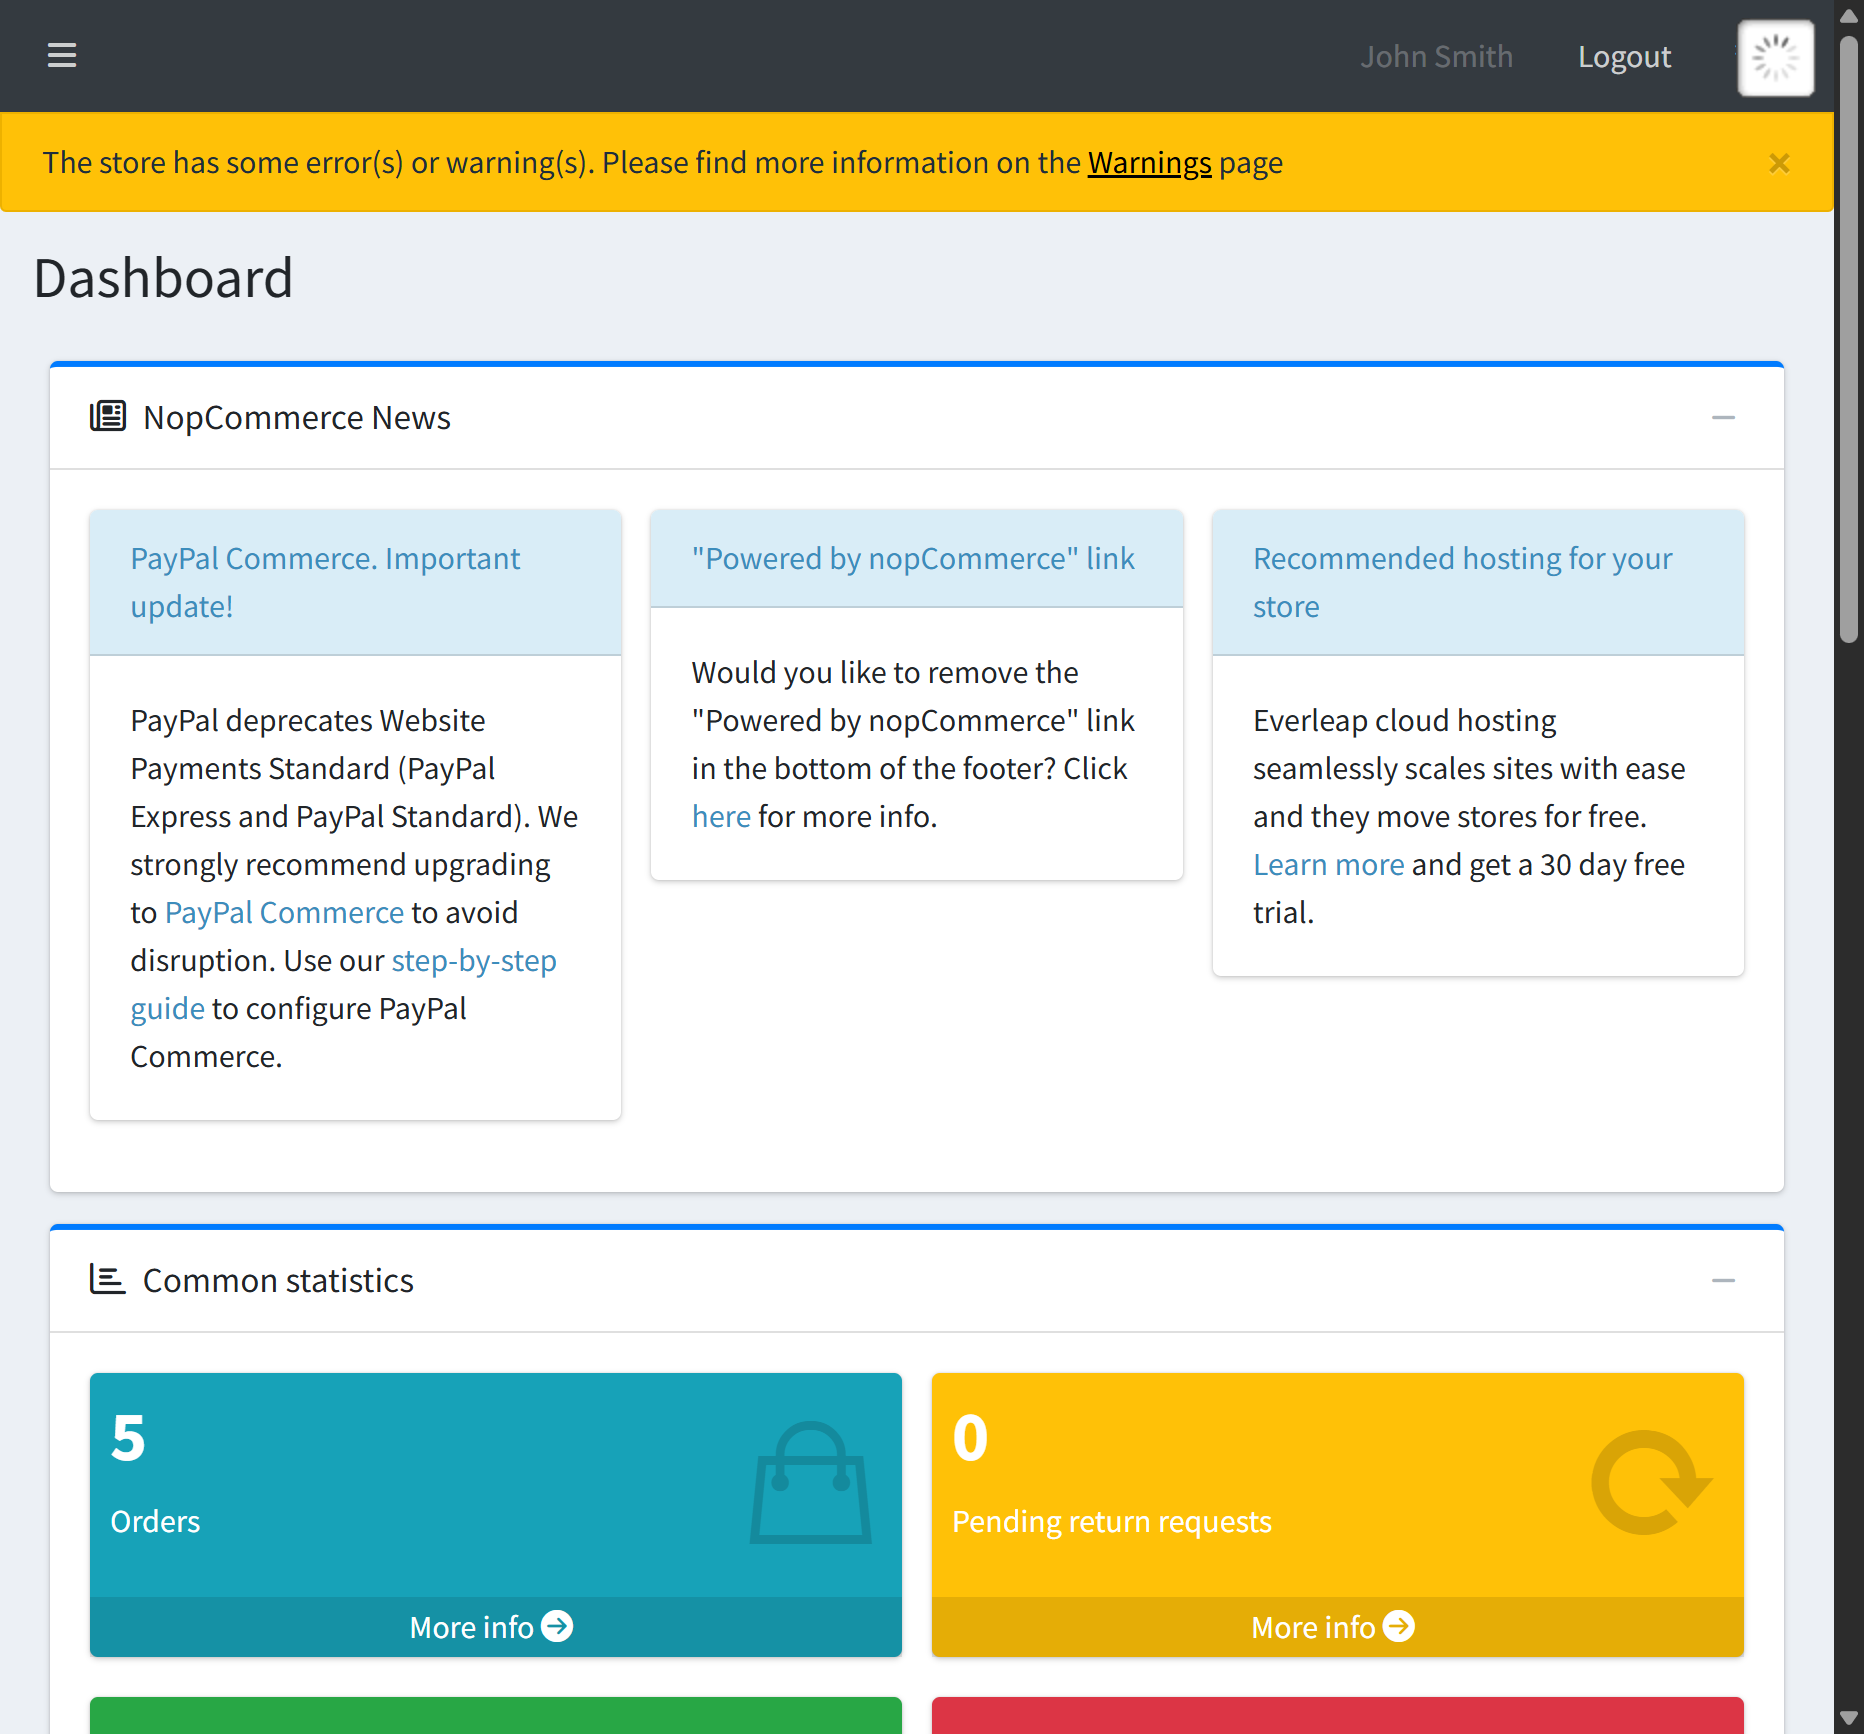 John Smith
Logout
The store has some error(s) or warning(s). Please find more information on the Warnings page
×
Dashboard
NopCommerce News
PayPal Commerce. Important
update!
PayPal deprecates Website
Payments Standard (PayPal
Express and PayPal Standard). We
strongly recommend upgrading
to PayPal Commerce to avoid
disruption. Use our step-by-step
guide to configure PayPal
Commerce.
"Powered by nopCommerce" link
Would you like to remove the
"Powered by nopCommerce" link
in the bottom of the footer? Click
here for more info.
Recommended hosting for your
store
Everleap cloud hosting
seamlessly scales sites with ease
and they move stores for free.
Learn more and get a 30 day free
trial.
Common statistics
5
Orders
More info
0
Pending return requests
More info